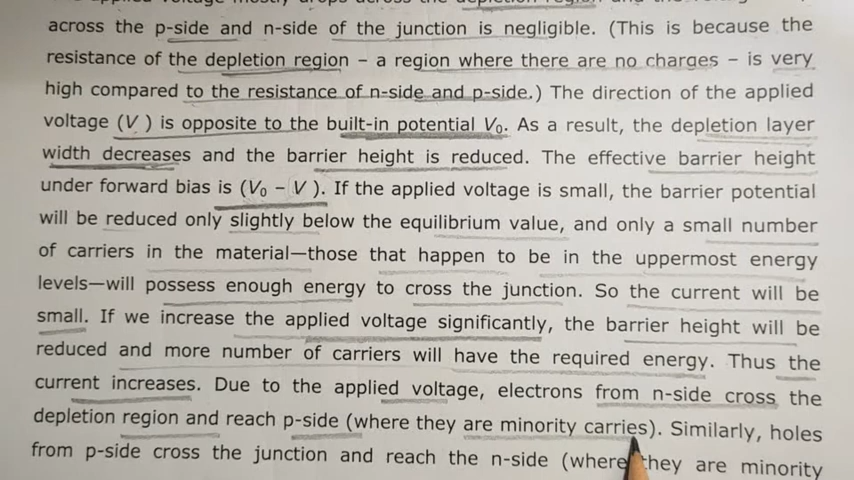 across the p-side and n-side of the junction is negligible. (This is because the
resistance of the depletion region – a region where there are no charges – is very
high compared to the resistance of n-side and p-side.) The direction of the applied
voltage (V ) is opposite to the built-in potential V₀. As a result, the depletion layer
width decreases and the barrier height is reduced. The effective barrier height
under forward bias is (V₀ – V ). If the applied voltage is small, the barrier potential
will be reduced only slightly below the equilibrium value, and only a small number
of carriers in the material—those that happen to be in the uppermost energy
levels—will possess enough energy to cross the junction. So the current will be
small. If we increase the applied voltage significantly, the barrier height will be
reduced and more number of carriers will have the required energy. Thus the
current increases. Due to the applied voltage, electrons from n-side cross the
depletion region and reach p-side (where they are minority carries). Similarly, holes
from p-side cross the junction and reach the n-side (where they are minority